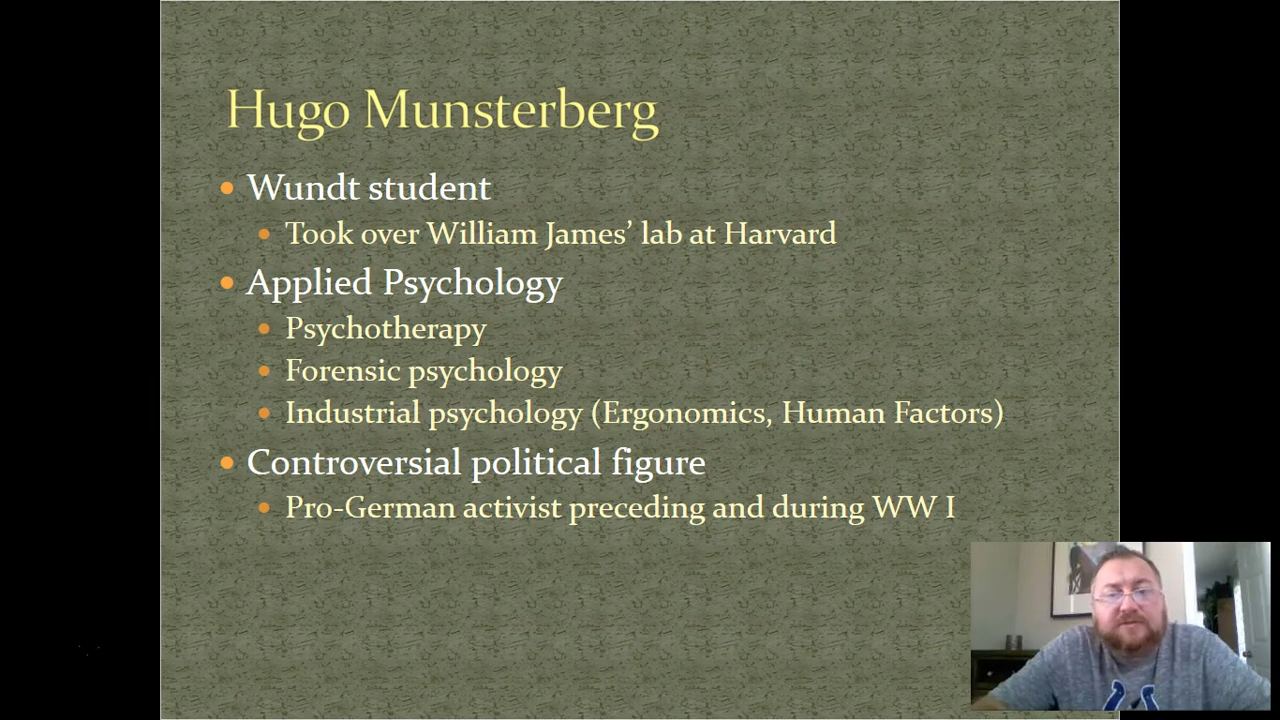 Hugo Munsterberg
• Wundt student
• Took over William James’ lab at Harvard
• Applied Psychology
• Psychotherapy
• Forensic psychology
• Industrial psychology (Ergonomics, Human Factors)
• Controversial political figure
• Pro-German activist preceding and during WW I